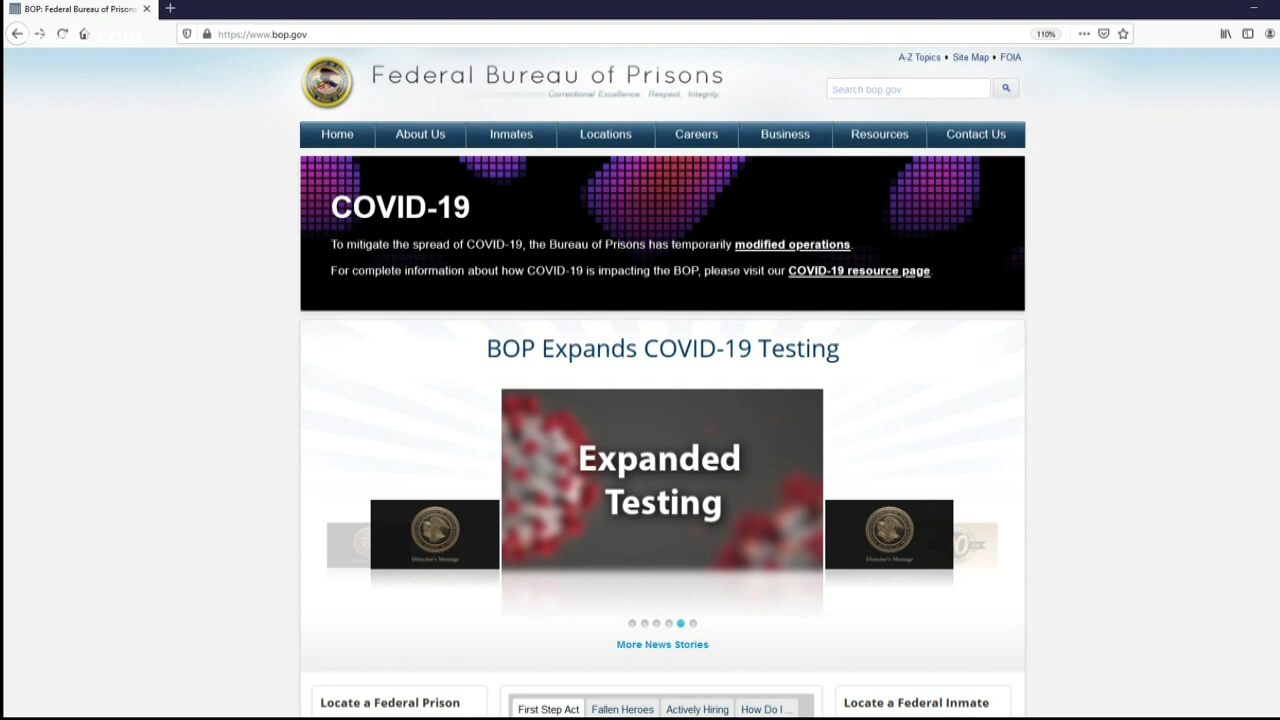 BOP: Federal Bureau of Prisons
https://www.bop.gov
110%
A-Z Topics • Site Map • FOIA
Federal Bureau of Prisons
Correctional Excellence. Respect. Integrity.
Search bop.gov
Home About Us Inmates Locations Careers Business Resources Contact Us
COVID-19
To mitigate the spread of COVID-19, the Bureau of Prisons has temporarily modified operations.
For complete information about how COVID-19 is impacting the BOP, please visit our COVID-19 resource page.
BOP Expands COVID-19 Testing
Expanded
Testing
Director's Message
Director's Message
More News Stories
Locate a Federal Prison
First Step Act Fallen Heroes Actively Hiring How Do I ...
Locate a Federal Inmate